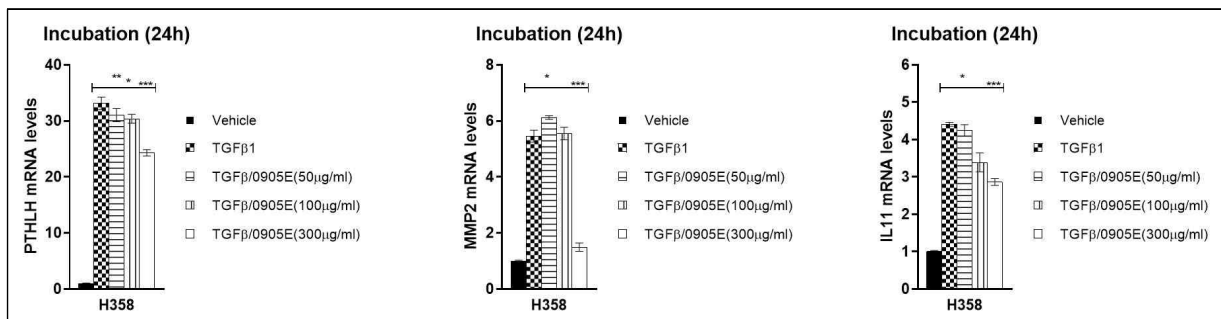 Incubation (24h)
PTHLH mRNA levels
40
30
20
10
0
** * ***
H358
Vehicle
TGFβ1
TGFβ/0905E(50μg/ml)
TGFβ/0905E(100μg/ml)
TGFβ/0905E(300μg/ml)
Incubation (24h)
MMP2 mRNA levels
8
6
4
2
0
* ***
H358
Vehicle
TGFβ1
TGFβ/0905E(50μg/ml)
TGFβ/0905E(100μg/ml)
TGFβ/0905E(300μg/ml)
Incubation (24h)
IL11 mRNA levels
6
5
4
3
2
1
0
* ***
H358
Vehicle
TGFβ1
TGFβ/0905E(50μg/ml)
TGFβ/0905E(100μg/ml)
TGFβ/0905E(300μg/ml)